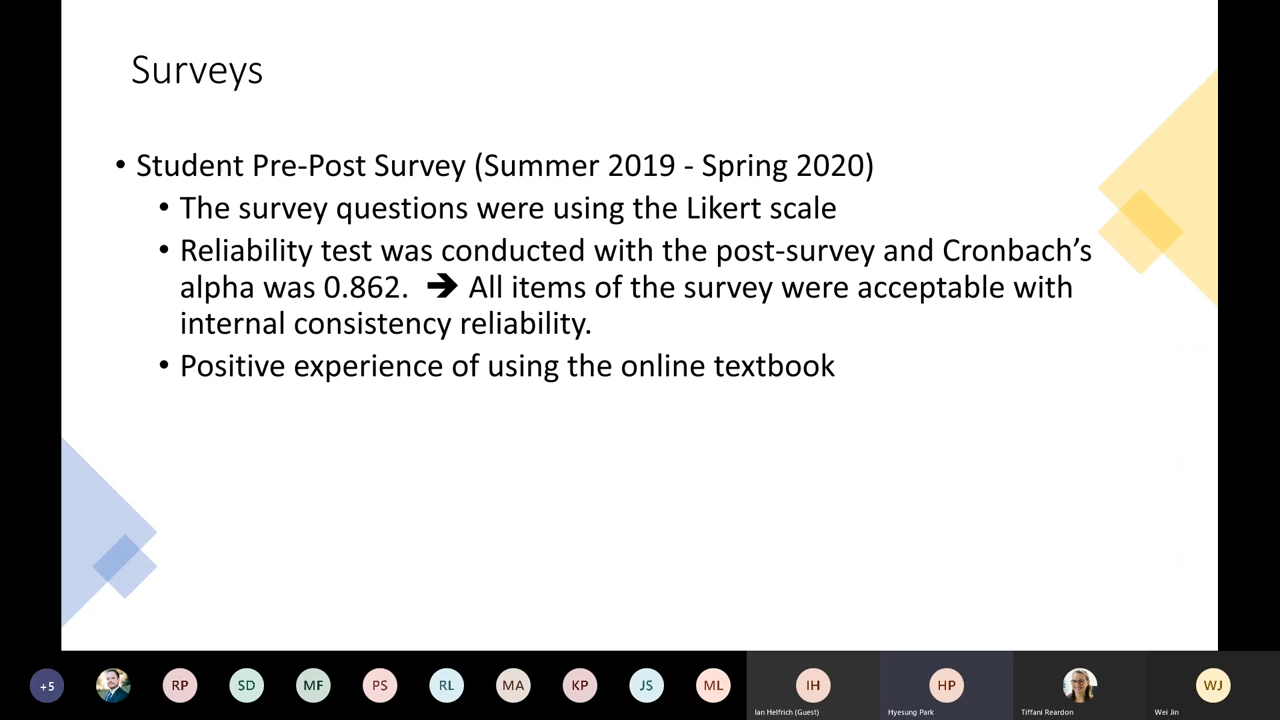 Surveys
• Student Pre-Post Survey (Summer 2019 - Spring 2020)
• The survey questions were using the Likert scale
• Reliability test was conducted with the post-survey and Cronbach’s
alpha was 0.862. 🡺 All items of the survey were acceptable with
internal consistency reliability.
• Positive experience of using the online textbook
+5 RP SD MF PS RL MA KP JS ML IH HP WJ
Ian Helfrich (Guest) Hyesung Park Tiffani Reardon Wei Jin